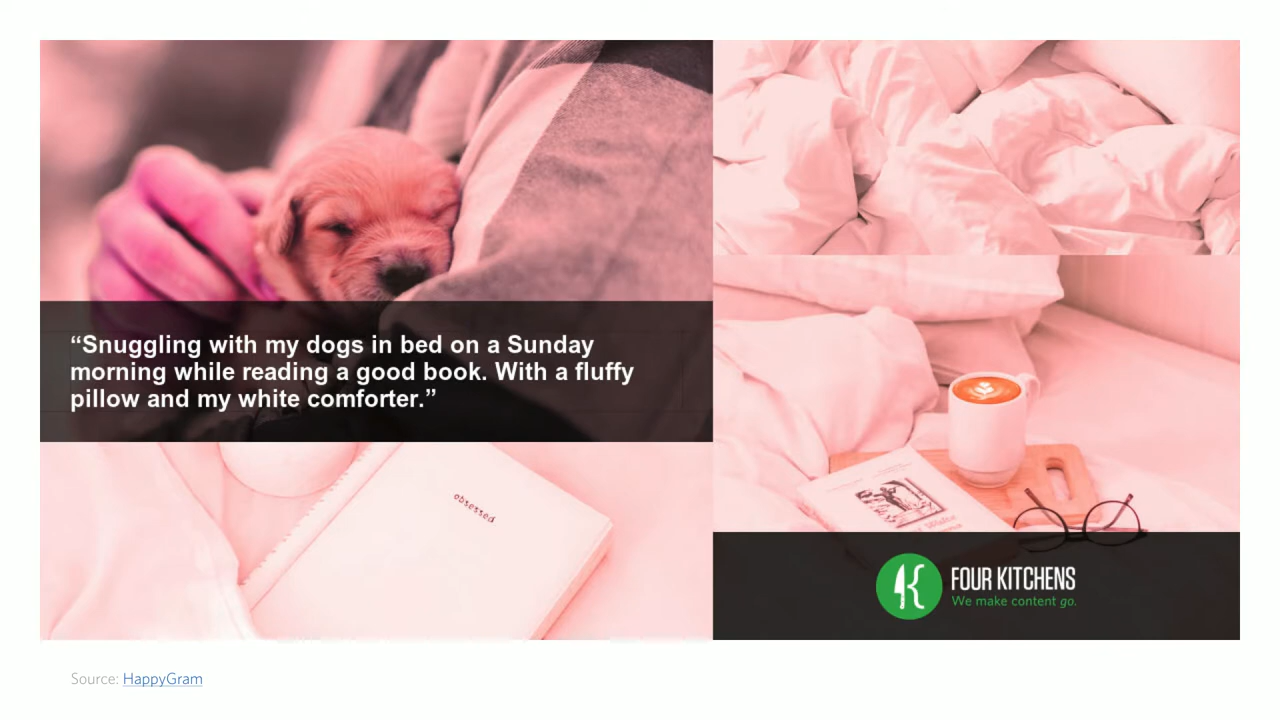 “Snuggling with my dogs in bed on a Sunday
morning while reading a good book. With a fluffy
pillow and my white comforter.”
obsessed
FOUR KITCHENS
We make content go.
Source: HappyGram